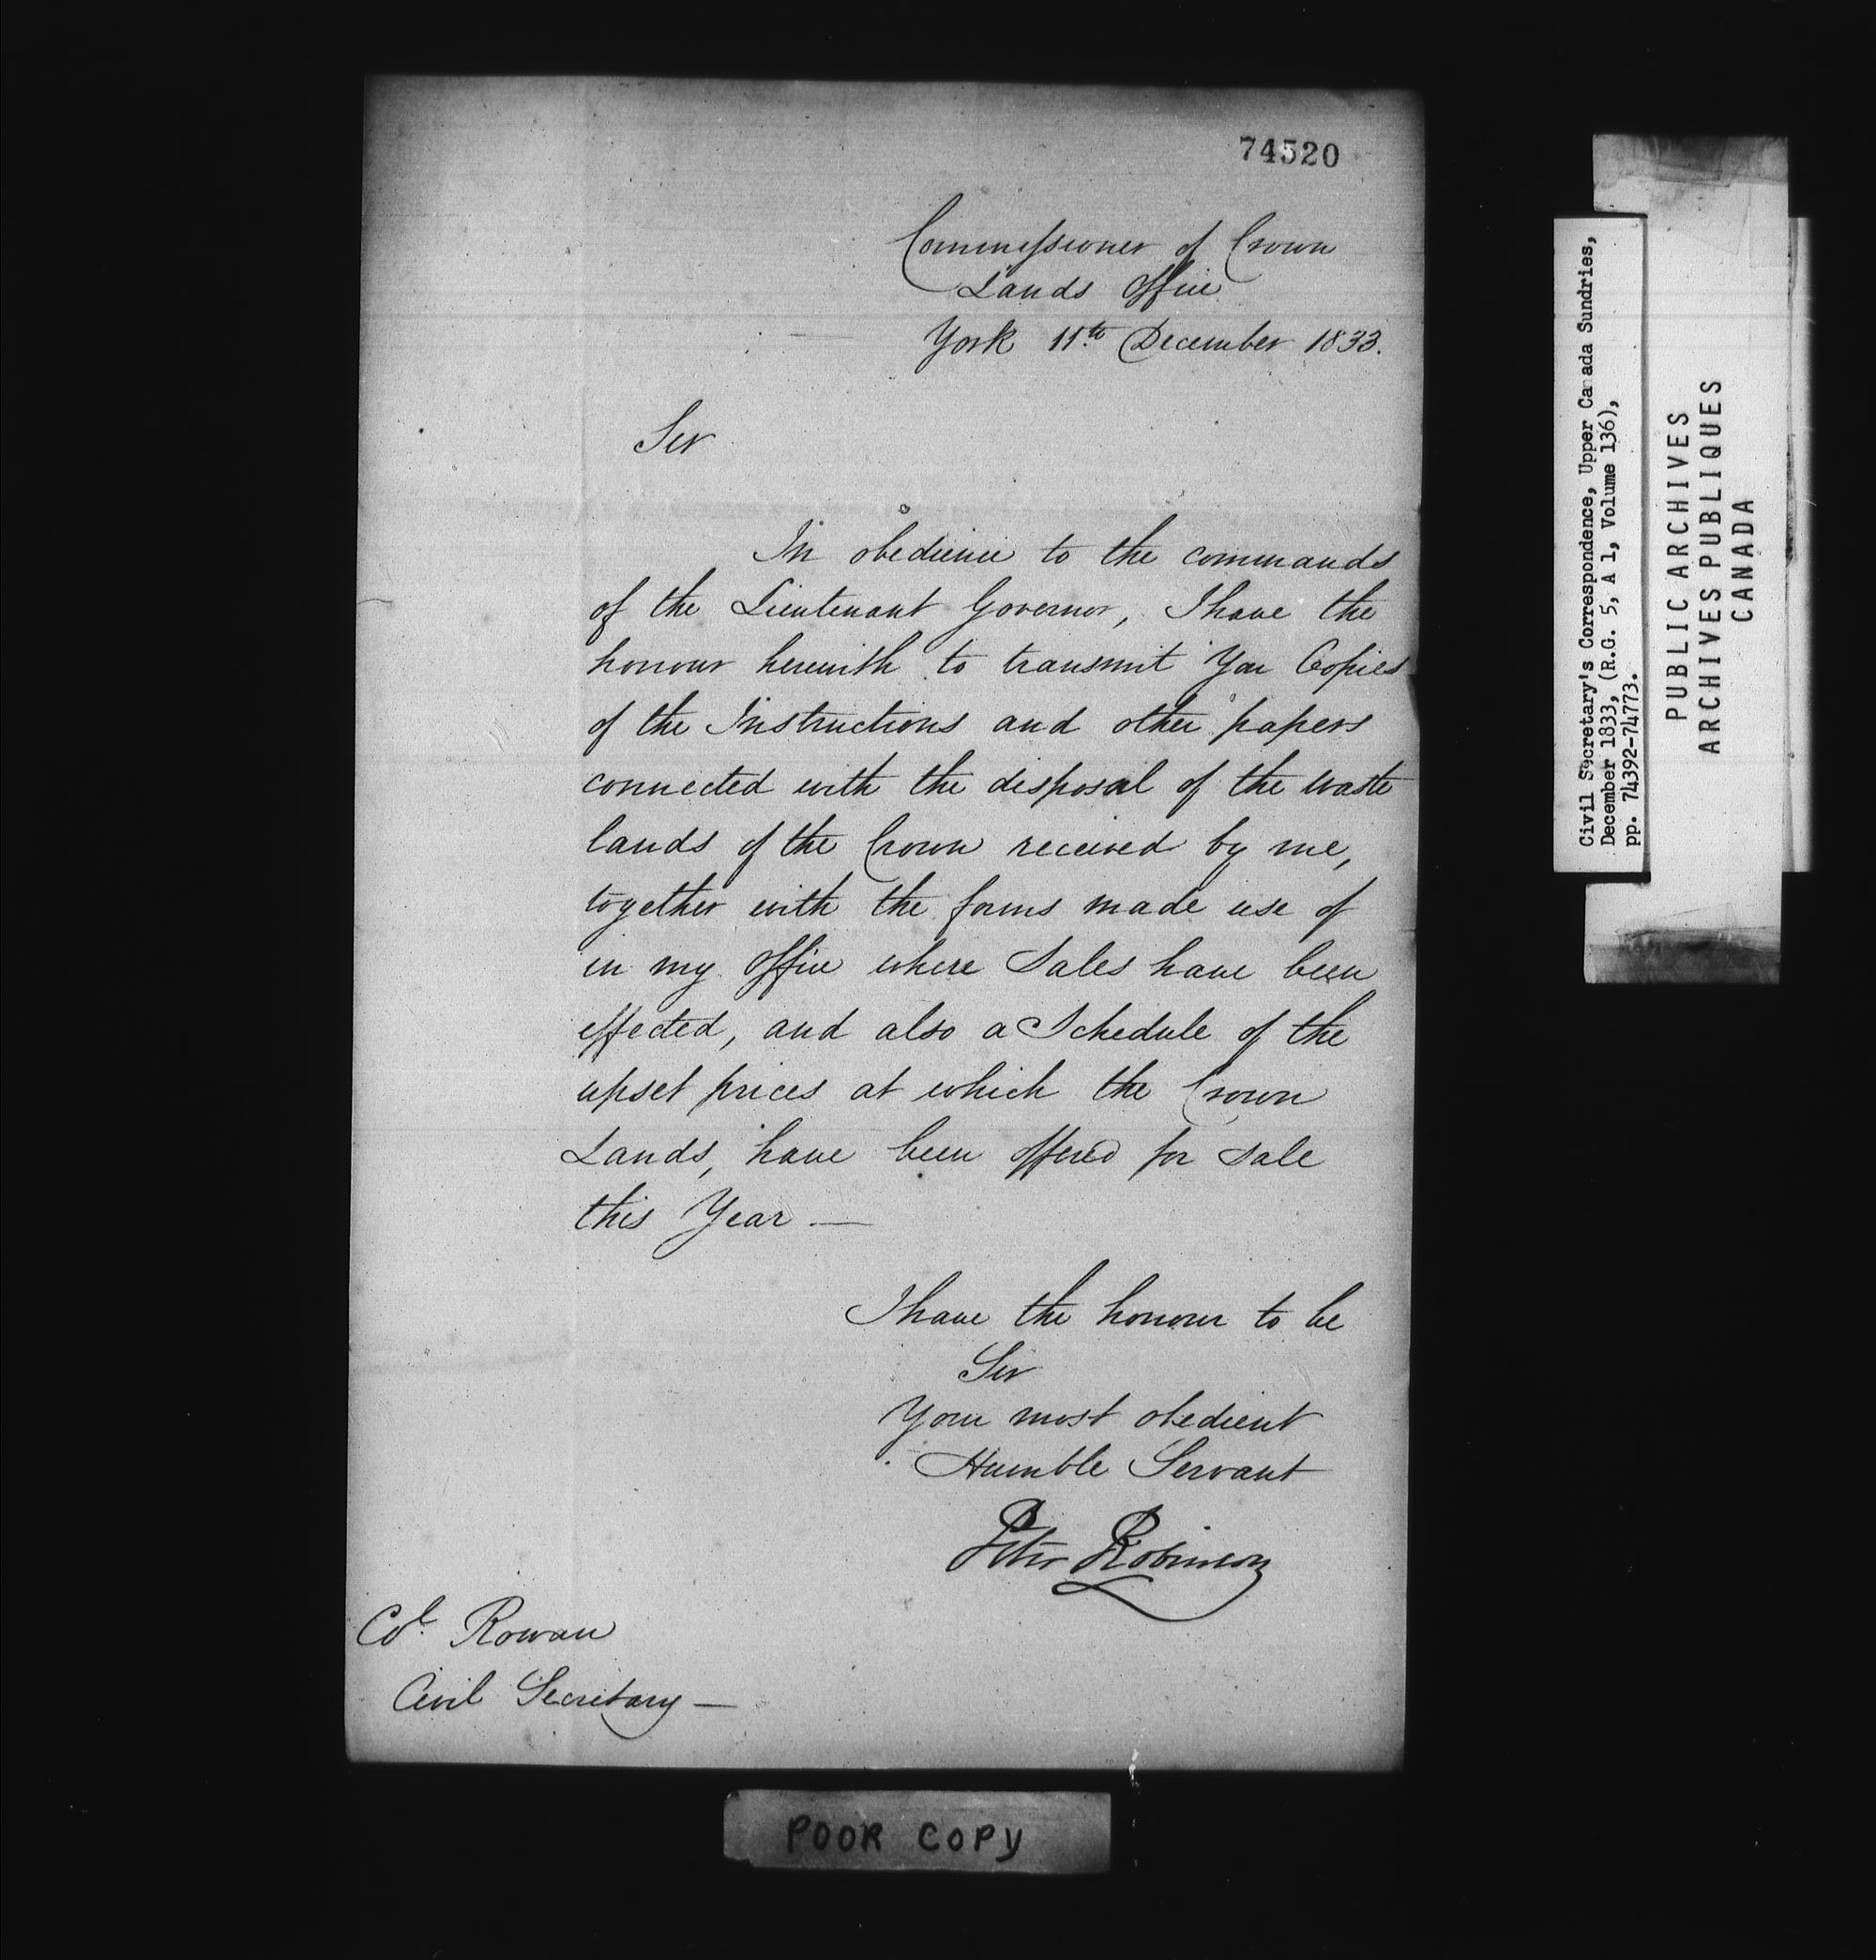 74520
Commissioner of Crown
Lands Office
York 11th December 1833.
Sir
In obedience to the commands
of the Lieutenant Governor, I have the
honour herewith to transmit You Copies
of the Instructions and other papers
connected with the disposal of the waste
lands of the Crown received by me,
together with the forms made use of
in my Office where Sales have been
effected, and also a Schedule of the
upset prices at which the Crown
Lands, have been offered for sale
this Year —
I have the honour to be
Sir
Your most obedient
Humble Servant
Peter Robinson
Col. Rowan
Civil Secretary —
POOR COPY
Civil Secretary's Correspondence, Upper Canada Sundries,
December 1833, (R.G. 5, A 1, Volume 136),
pp. 74392-74773.
PUBLIC ARCHIVES
ARCHIVES PUBLIQUES
CANADA